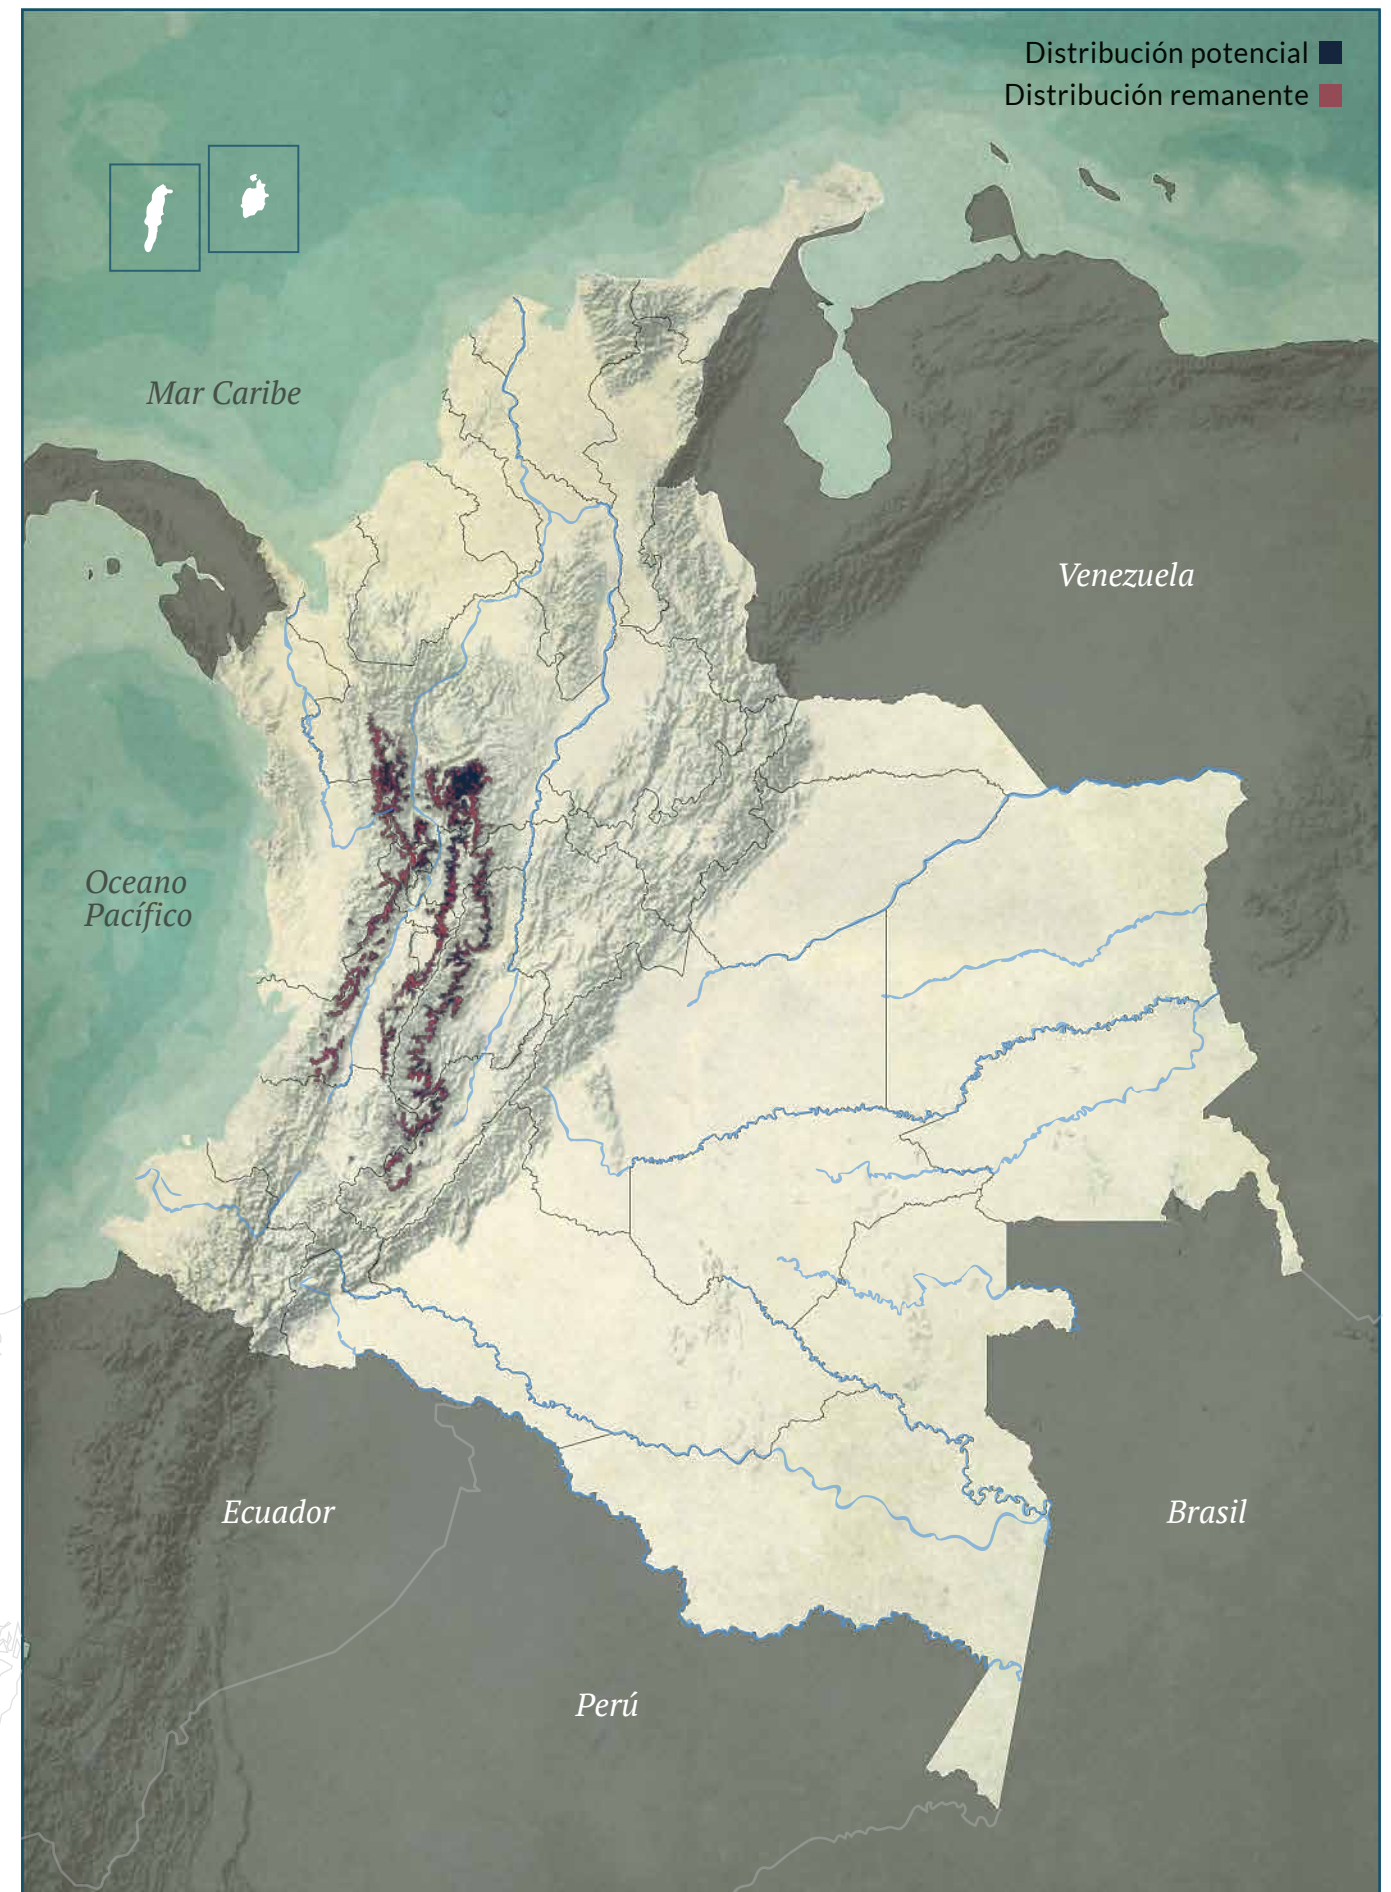 Distribución potencial
Distribución remanente
Mar Caribe
Venezuela
Oceano
Pacífico
Ecuador
Brasil
Perú